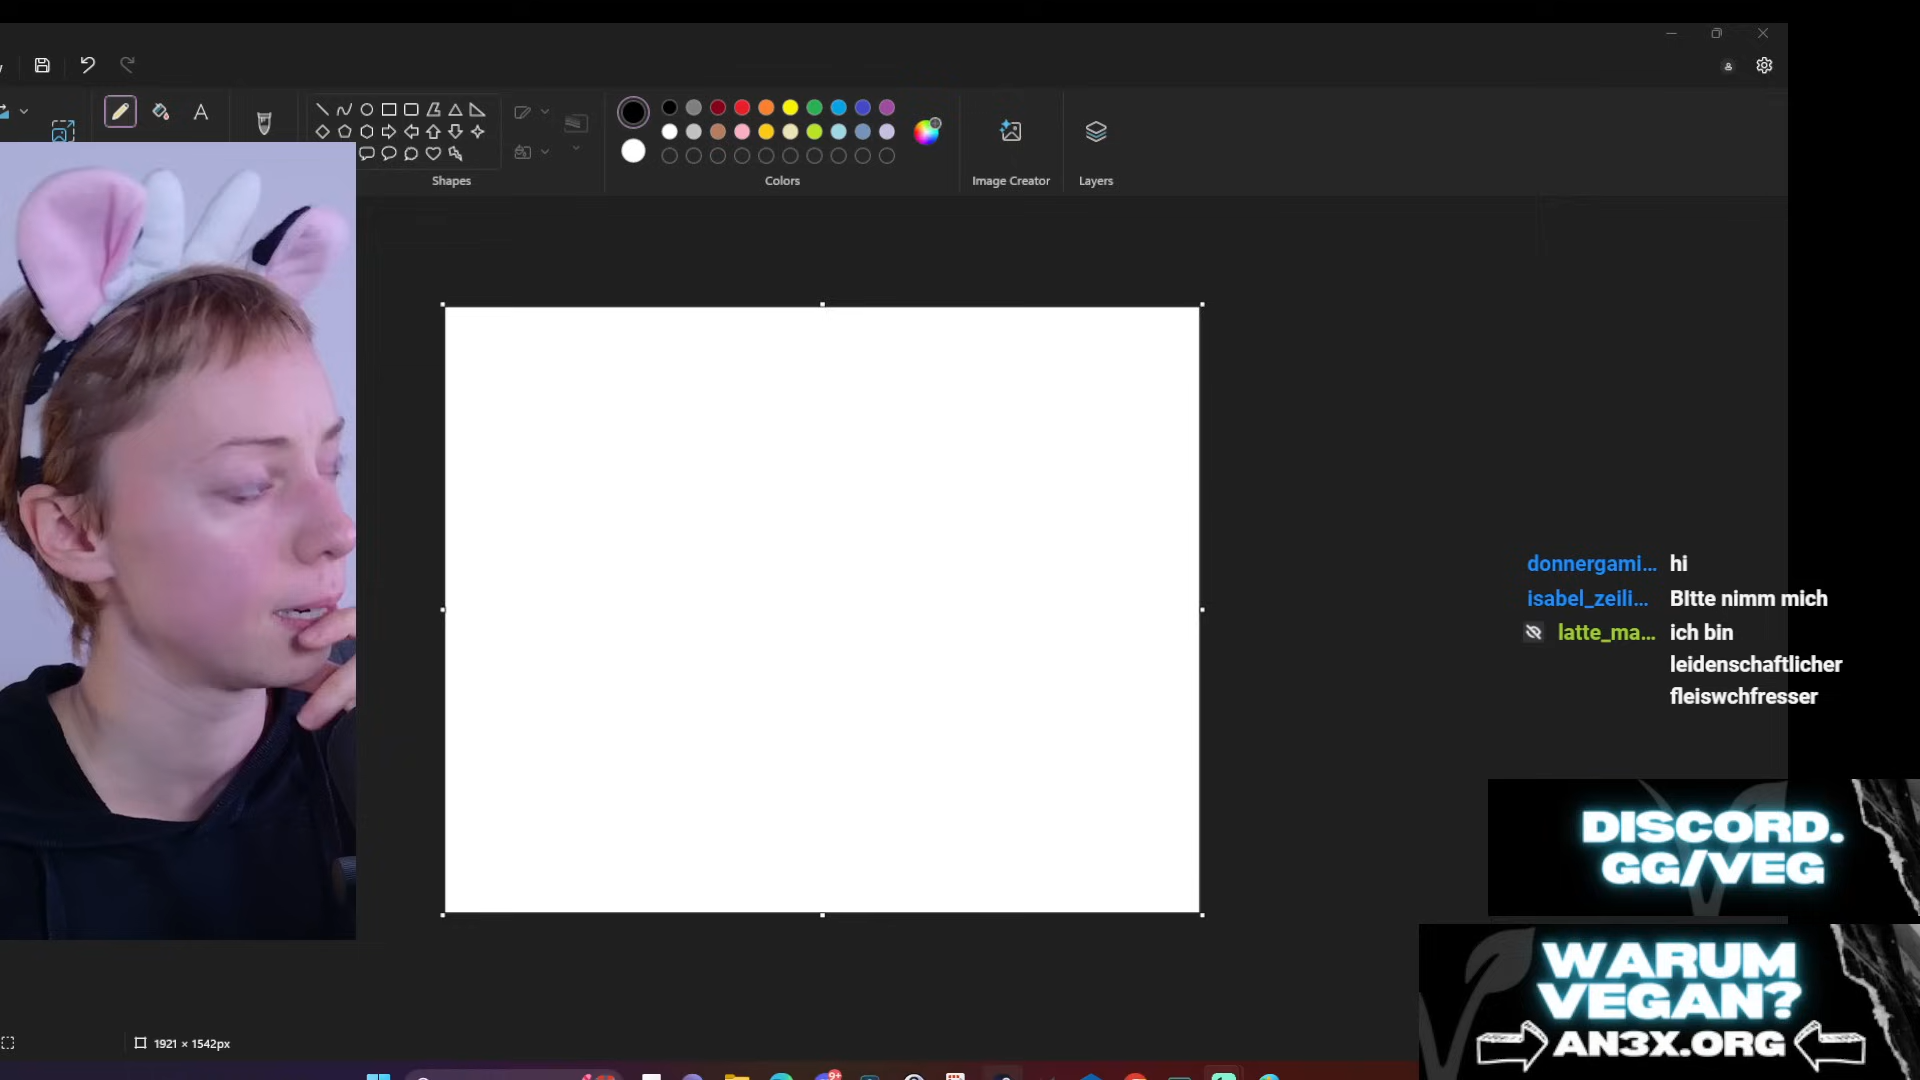 A
Shapes
Colors
Image Creator
Layers
donnergami... hi
isabel_zeili... BItte nimm mich
latte_ma... ich bin
leidenschaftlicher
fleiswchfresser
DISCORD.
GG/VEG
WARUM
VEGAN?
AN3X.ORG
1921 × 1542px
9+